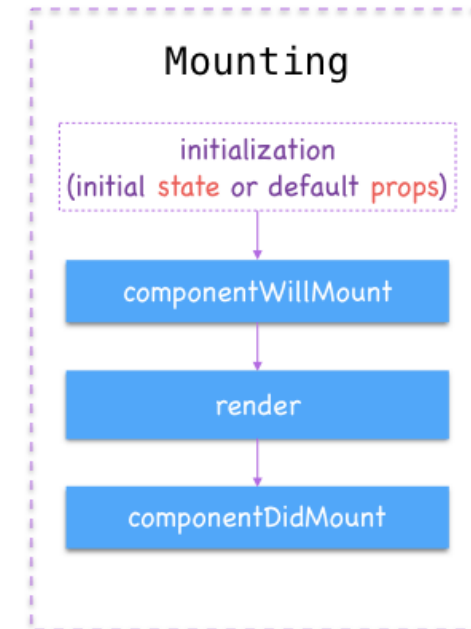 Mounting
initialization
(initial state or default props)
componentWillMount
render
componentDidMount